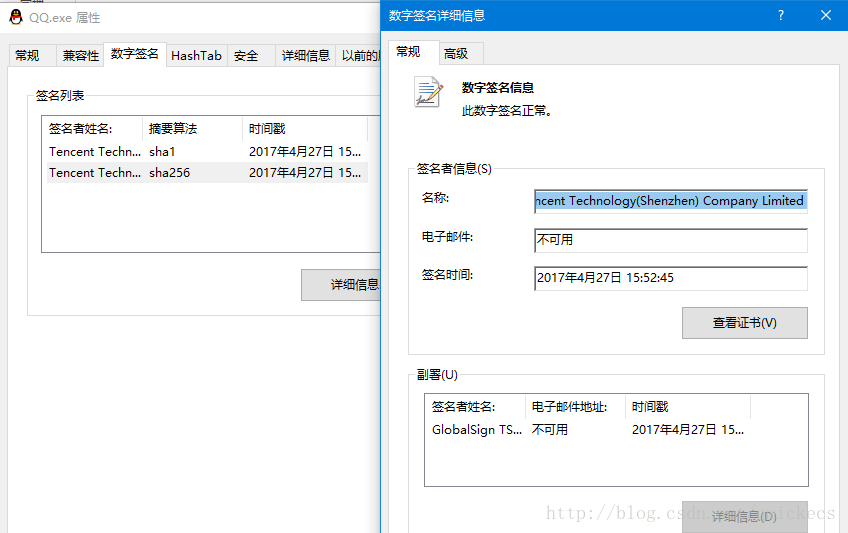 QQ.exe 属性
常规 兼容性 数字签名 HashTab 安全 详细信息 以前的
签名列表
签名者姓名: 摘要算法 时间戳
Tencent Techn... sha1 2017年4月27日 15...
Tencent Techn... sha256 2017年4月27日 15...
详细信息
数字签名详细信息 ?
常规 高级
数字签名信息
此数字签名正常。
签名者信息(S)
名称: ncent Technology(Shenzhen) Company Limited
电子邮件: 不可用
签名时间: 2017年4月27日 15:52:45
查看证书(V)
副署(U)
签名者姓名: 电子邮件地址: 时间戳
GlobalSign TS... 不可用 2017年4月27日 15...
详细信息(D)
http://blog.csdn.